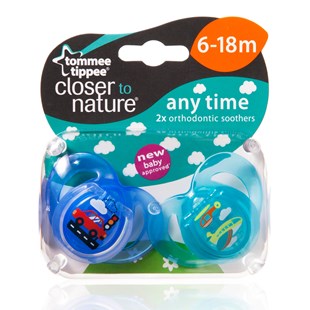 tommee
tippee®
closer to
nature®
6-18m
any time
2x orthodontic soothers
new
baby
approved